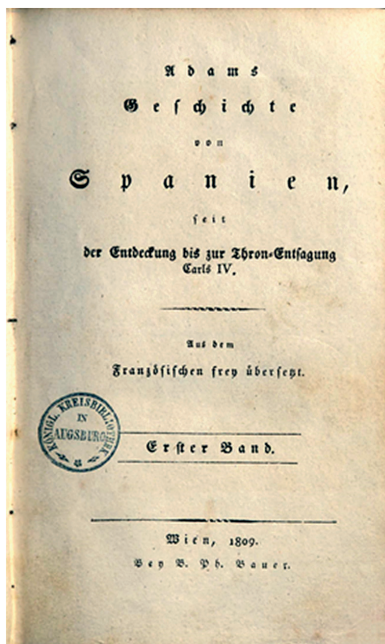 Adams
Geschichte
von
Spanien,
seit
der Entdeckung bis zur Thron-Entsagung
Carls IV.
Aus dem
Französischen frey übersetzt.
KÖNIGL. KREISBIBLIOTHEK
IN
AUGSBURG
Erster Band.
Wien, 1809.
Bey B. Ph. Bauer.